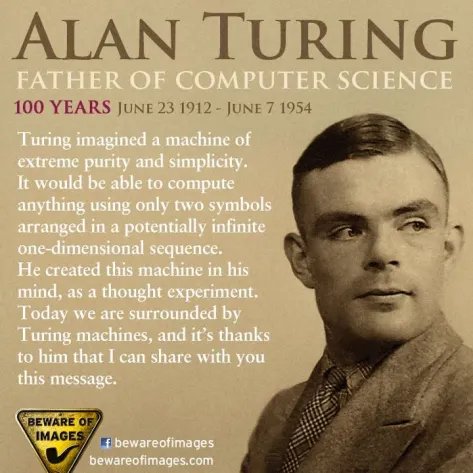 ALAN TURING
FATHER OF COMPUTER SCIENCE
100 YEARS JUNE 23 1912 - JUNE 7 1954
Turing imagined a machine of
extreme purity and simplicity.
It would be able to compute
anything using only two symbols
arranged in a potentially infinite
one-dimensional sequence.
He created this machine in his
mind, as a thought experiment.
Today we are surrounded by
Turing machines, and it's thanks
to him that I can share with you
this message.
BEWARE OF
IMAGES
f bewareofimages
bewareofimages.com